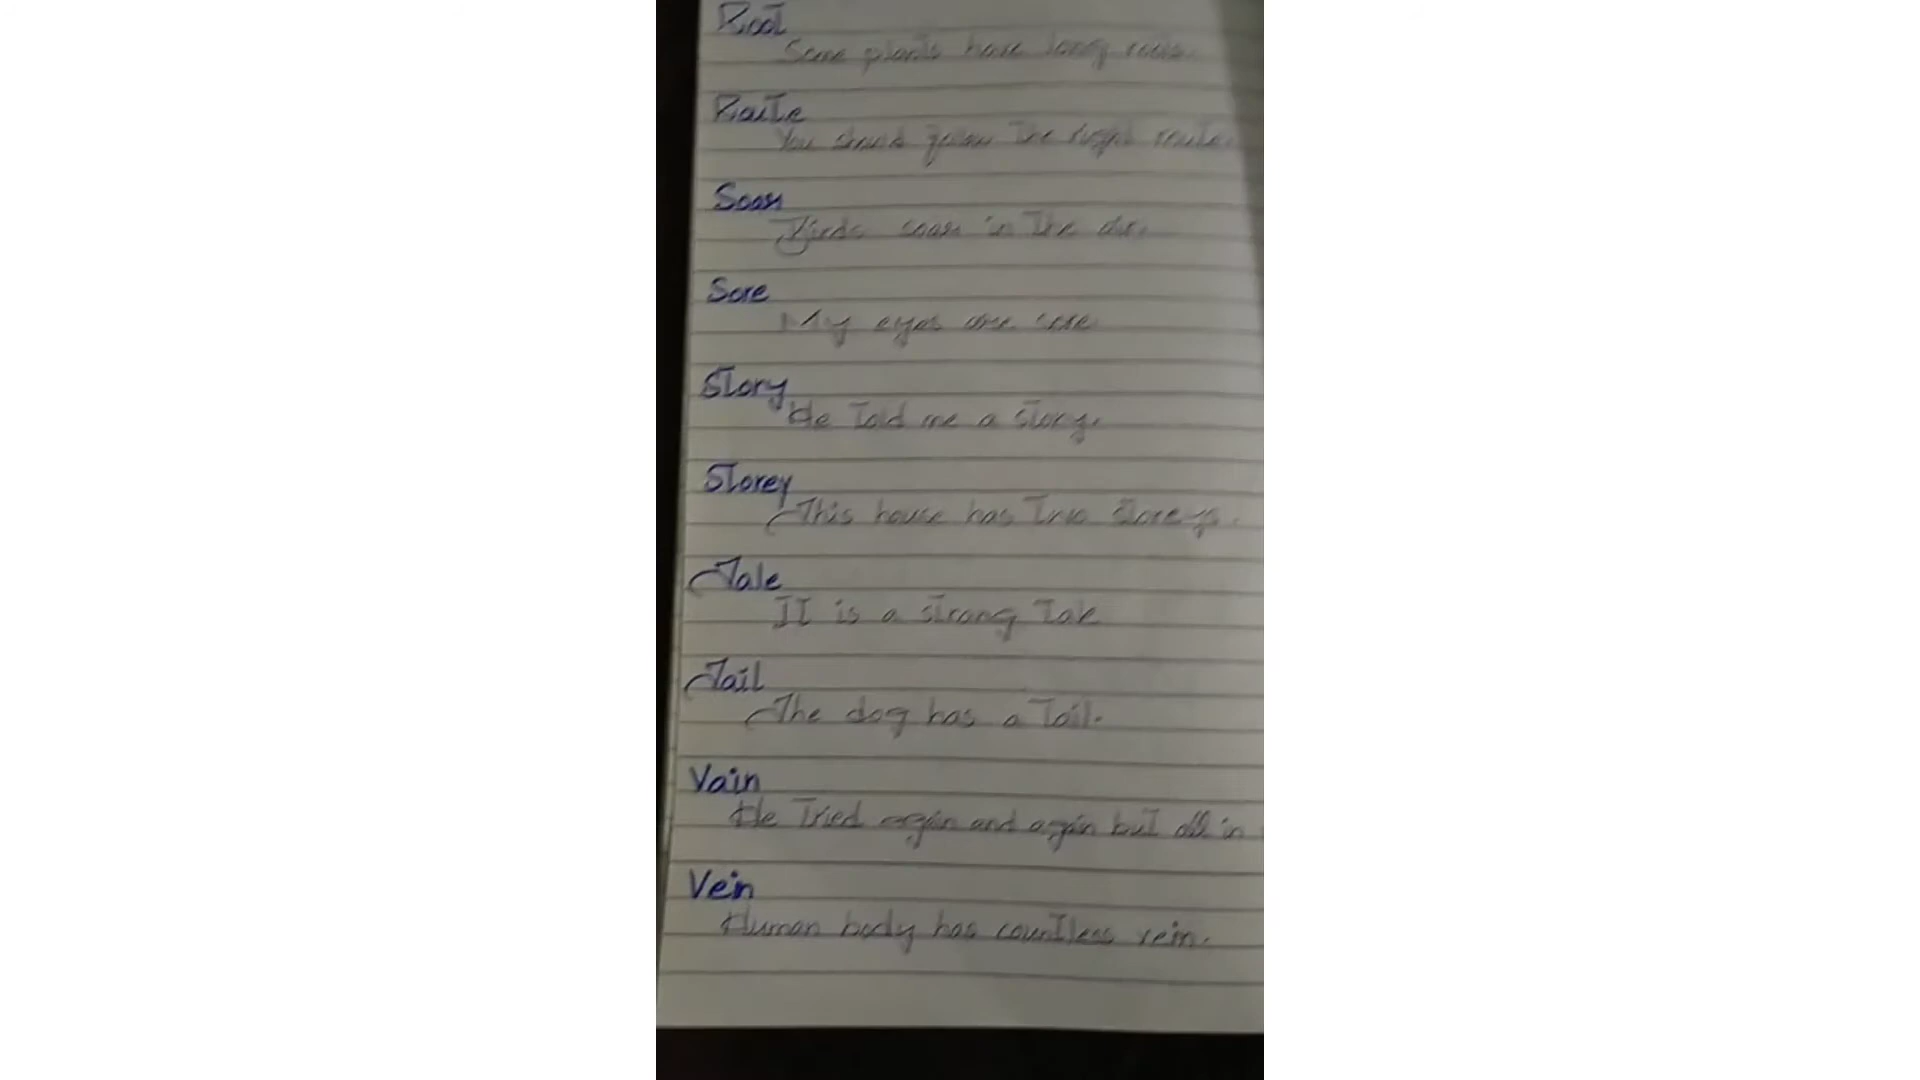 Root
Some plants have long roots.
Route
You should follow the right route.
Soar
Birds soar in the air.
Sore
My eyes are sore
Story
He Told me a story.
Storey
This house has Two storeys.
Tale
It is a strong Tale
Tail
The dog has a Tail.
Vain
He Tried again and again but all in
Vein
Human body has countless vein.